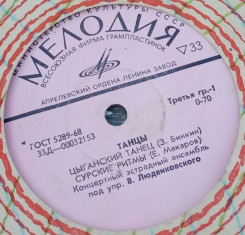 МИНИСТЕРСТВО КУЛЬТУРЫ СССР
МЕЛОДИЯ
ВСЕСОЮЗНАЯ ФИРМА ГРАМПЛАСТИНОК
33
АПРЕЛЕВСКИЙ ОРДЕНА ЛЕНИНА ЗАВОД
ГОСТ 5289-68
33Д-00032153
Третья гр.-1
0-70
ТАНЦЫ
ЦЫГАНСКИЙ ТАНЕЦ (З. Бинкин)
СУРСКИЕ РИТМЫ (Е. Макаров)
Концертный эстрадный ансамбль
под упр. В. Людвиковского